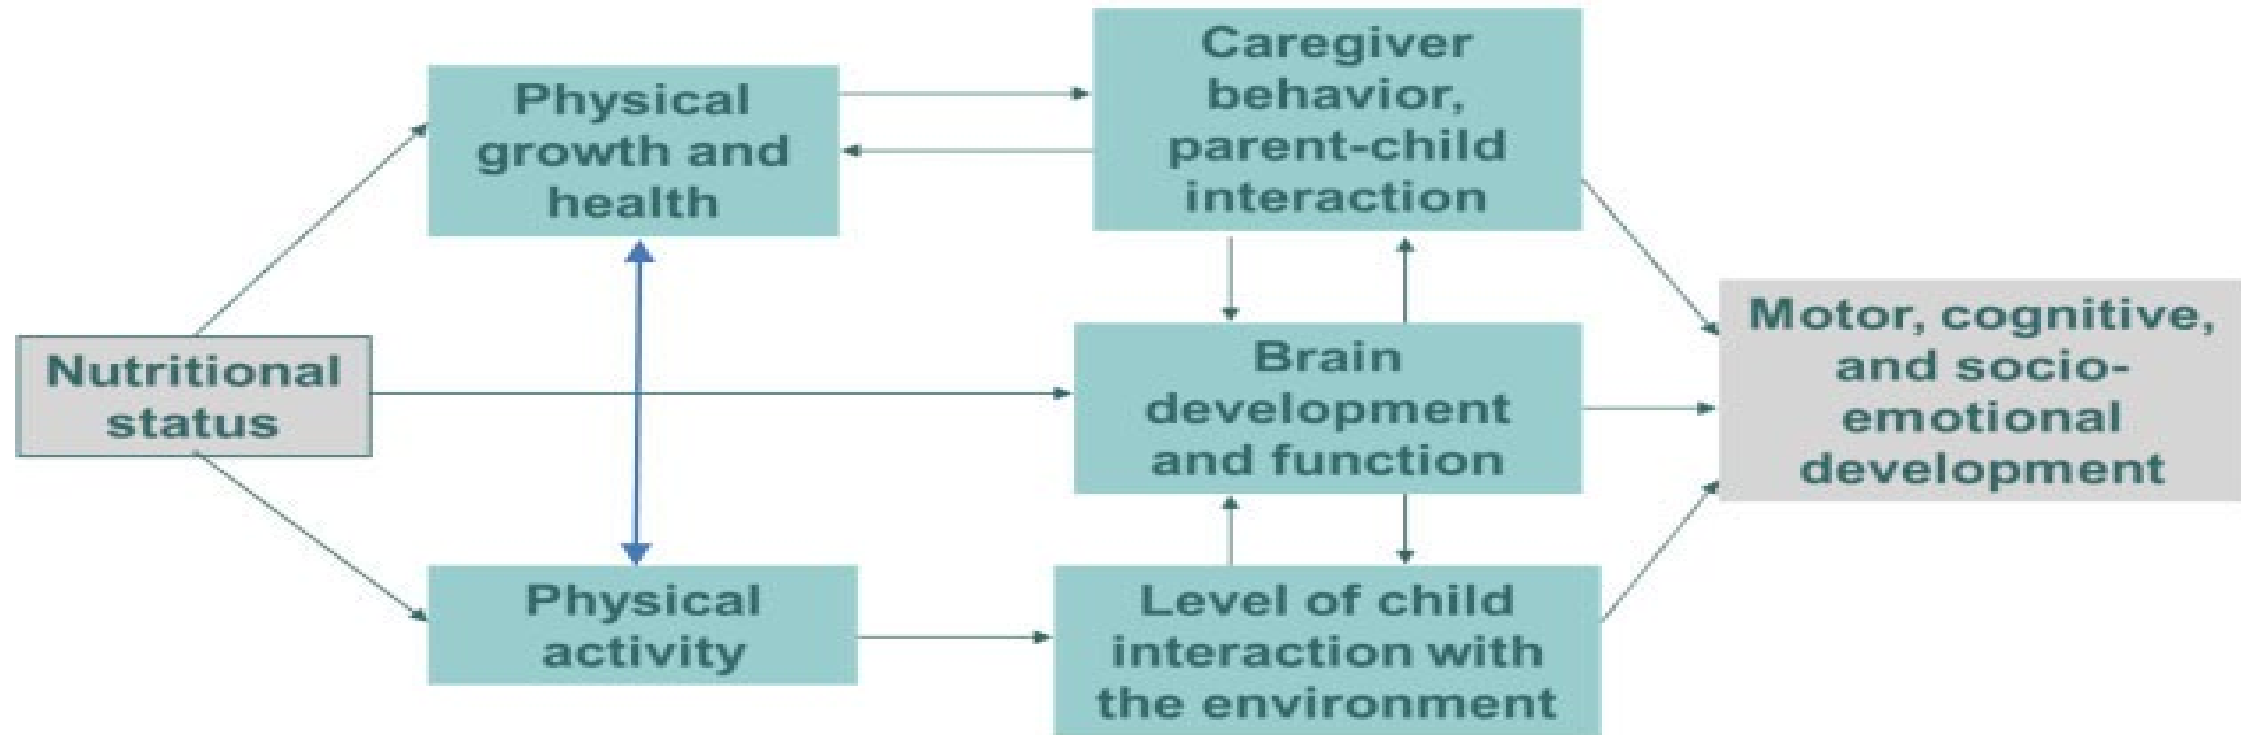 Physical
growth and
health
Caregiver
behavior,
parent-child
interaction
Nutritional
status
Brain
development
and function
Motor, cognitive,
and socio-
emotional
development
Physical
activity
Level of child
interaction with
the environment